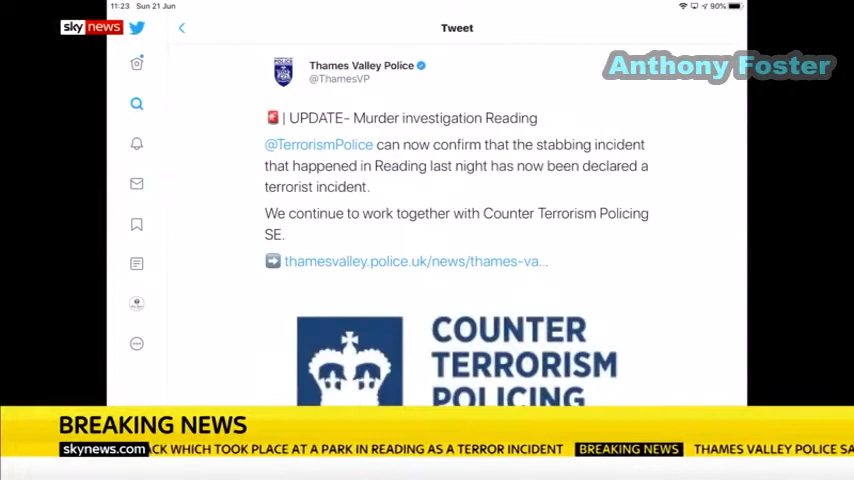 11:23 Sun 21 Jun
90%
sky news
Tweet
Anthony Foster
POLICE
Thames Valley Police
@ThamesVP
| UPDATE- Murder investigation Reading
@TerrorismPolice can now confirm that the stabbing incident
that happened in Reading last night has now been declared a
terrorist incident.
We continue to work together with Counter Terrorism Policing
SE.
thamesvalley.police.uk/news/thames-va...
COUNTER
TERRORISM
POLICING
BREAKING NEWS
skynews.com ACK WHICH TOOK PLACE AT A PARK IN READING AS A TERROR INCIDENT BREAKING NEWS THAMES VALLEY POLICE SA